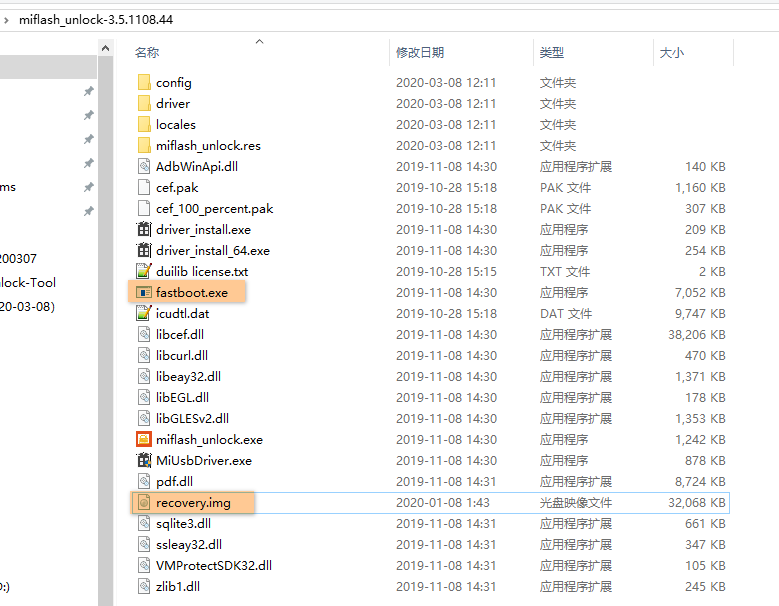 miflash_unlock-3.5.1108.44
名称 修改日期 类型 大小
config 2020-03-08 12:11 文件夹
driver 2020-03-08 12:11 文件夹
ms locales 2020-03-08 12:11 文件夹
miflash_unlock.res 2020-03-08 12:11 文件夹
AdbWinApi.dll 2019-11-08 14:30 应用程序扩展 140 KB
cef.pak 2019-10-28 15:18 PAK 文件 1,160 KB
cef_100_percent.pak 2019-10-28 15:18 PAK 文件 307 KB
driver_install.exe 2019-11-08 14:30 应用程序 209 KB
200307 driver_install_64.exe 2019-11-08 14:30 应用程序 254 KB
lock-Tool duilib license.txt 2019-10-28 15:15 TXT 文件 2 KB
fastboot.exe 2019-11-08 14:30 应用程序 7,052 KB
20-03-08) icudtl.dat 2019-10-28 15:18 DAT 文件 9,747 KB
libcef.dll 2019-11-08 14:30 应用程序扩展 38,206 KB
libcurl.dll 2019-11-08 14:30 应用程序扩展 470 KB
libeay32.dll 2019-11-08 14:30 应用程序扩展 1,371 KB
libEGL.dll 2019-11-08 14:30 应用程序扩展 178 KB
libGLESv2.dll 2019-11-08 14:30 应用程序扩展 1,353 KB
miflash_unlock.exe 2019-11-08 14:30 应用程序 1,242 KB
MiUsbDriver.exe 2019-11-08 14:30 应用程序 878 KB
pdf.dll 2019-11-08 14:31 应用程序扩展 8,724 KB
recovery.img 2020-01-08 1:43 光盘映像文件 32,068 KB
sqlite3.dll 2019-11-08 14:31 应用程序扩展 661 KB
ssleay32.dll 2019-11-08 14:31 应用程序扩展 347 KB
VMProtectSDK32.dll 2019-11-08 14:31 应用程序扩展 105 KB
:) zlib1.dll 2019-11-08 14:31 应用程序扩展 245 KB